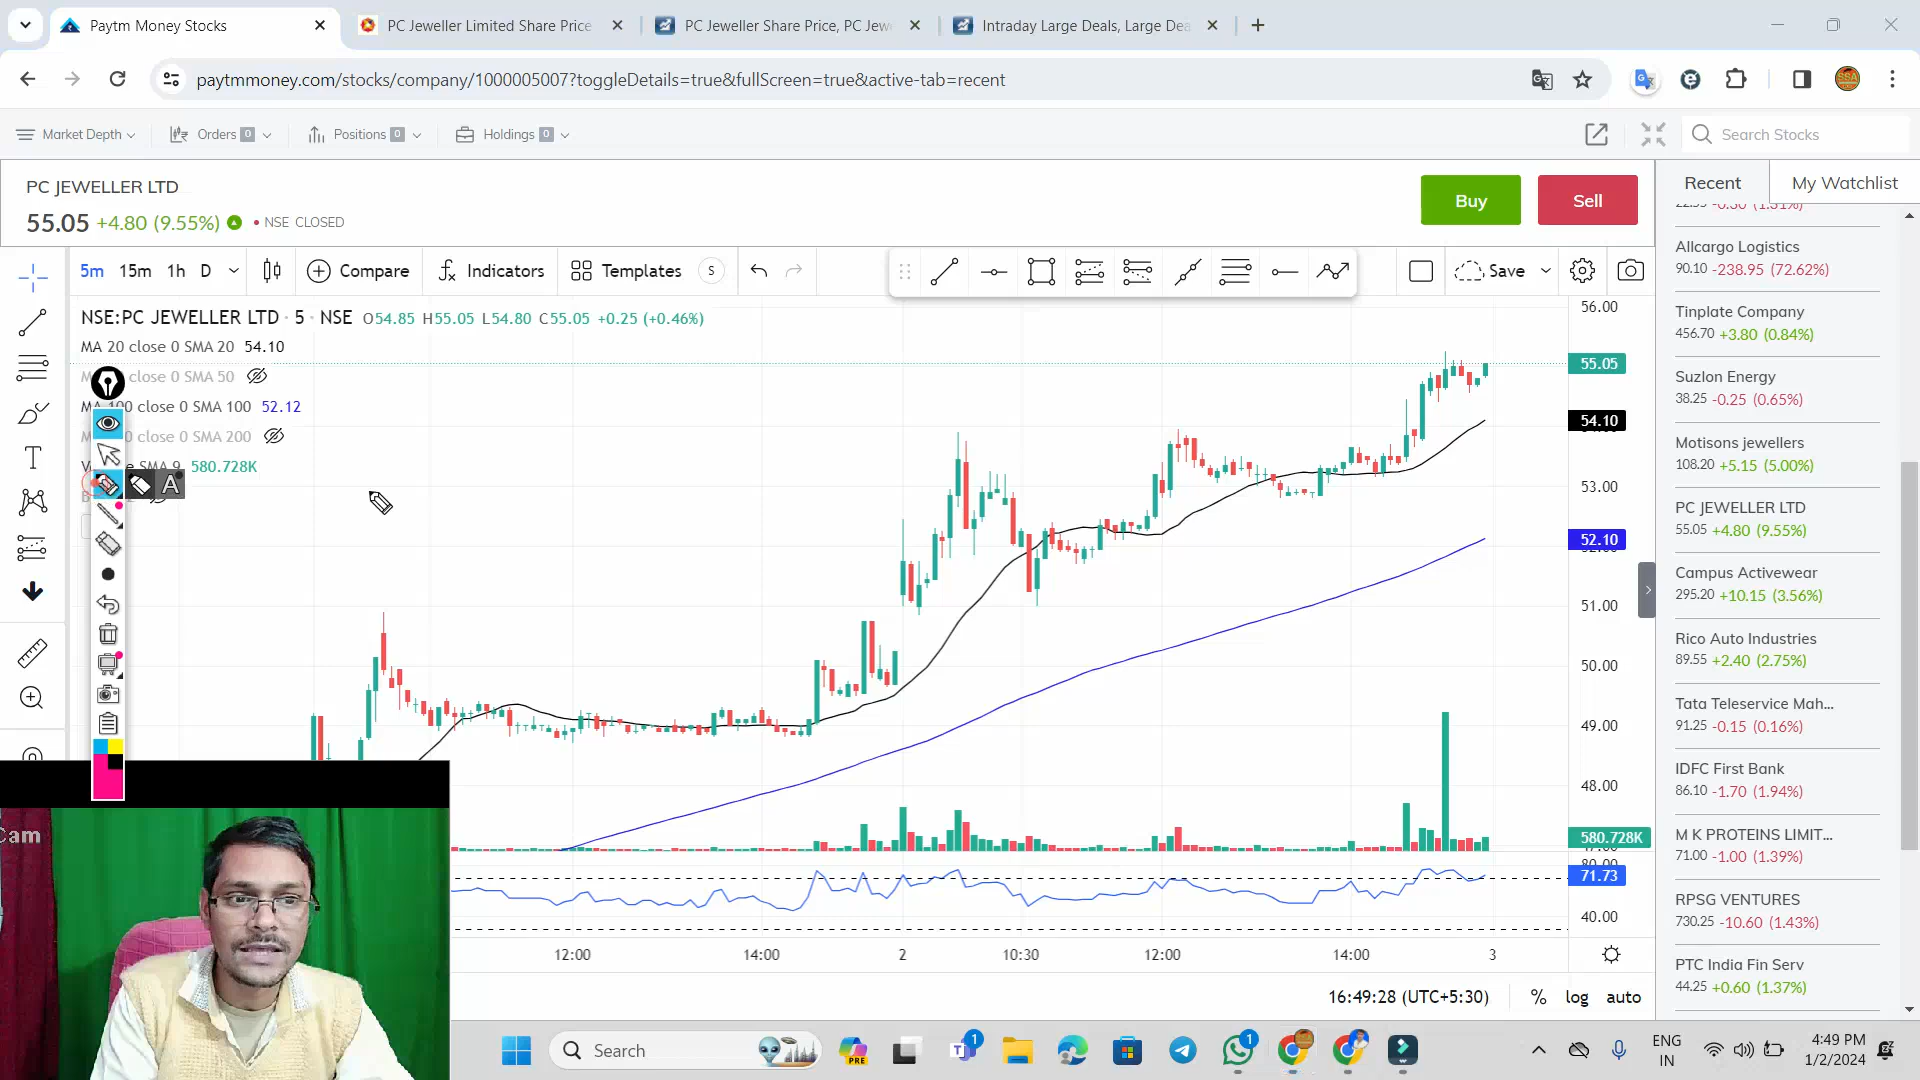 Paytm Money Stocks
PC Jeweller Limited Share Price
PC Jeweller Share Price, PC Jew
Intraday Large Deals, Large Dea
paytmmoney.com/stocks/company/1000005007?toggleDetails=true&fullScreen=true&active-tab=recent
Market Depth
Orders 0
Positions 0
Holdings 0
Search Stocks
PC JEWELLER LTD
55.05 +4.80 (9.55%) • NSE CLOSED
Buy
Sell
Recent
My Watchlist
5m 15m 1h D
Compare
Indicators
Templates S
Save
NSE:PC JEWELLER LTD · 5 · NSE O54.85 H55.05 L54.80 C55.05 +0.25 (+0.46%)
MA 20 close 0 SMA 20 54.10
close 0 SMA 50
MA 100 close 0 SMA 100 52.12
close 0 SMA 200
SMA 9 580.728K
T
A
56.00
55.05
54.10
53.00
52.10
51.00
50.00
49.00
48.00
580.728K
80.00
71.73
40.00
12:00
14:00
2
10:30
12:00
14:00
3
16:49:28 (UTC+5:30)
% log auto
Allcargo Logistics
90.10 -238.95 (72.62%)
Tinplate Company
456.70 +3.80 (0.84%)
Suzlon Energy
38.25 -0.25 (0.65%)
Motisons jewellers
108.20 +5.15 (5.00%)
PC JEWELLER LTD
55.05 +4.80 (9.55%)
Campus Activewear
295.20 +10.15 (3.56%)
Rico Auto Industries
89.55 +2.40 (2.75%)
Tata Teleservice Mah...
91.25 -0.15 (0.16%)
IDFC First Bank
86.10 -1.70 (1.94%)
M K PROTEINS LIMIT...
71.00 -1.00 (1.39%)
RPSG VENTURES
730.25 -10.60 (1.43%)
PTC India Fin Serv
44.25 +0.60 (1.37%)
Cam
Search
PRE
1
1
ENG
IN
4:49 PM
1/2/2024